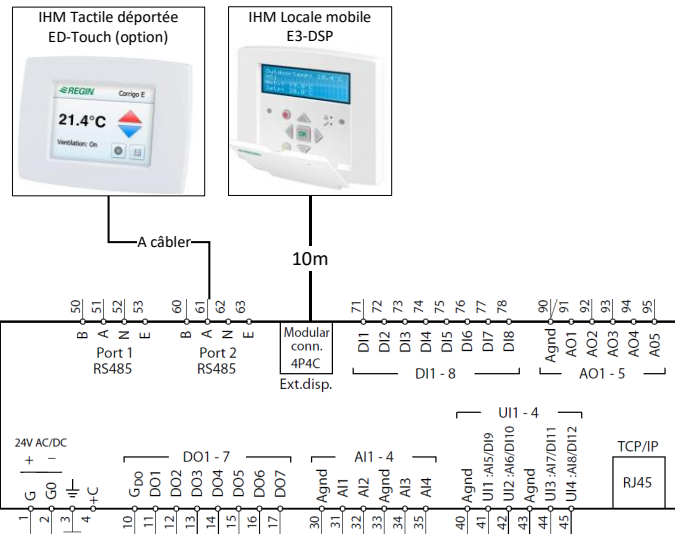 IHM Tactile déportée
ED-Touch (option)
IHM Locale mobile
E3-DSP
REGIN
Corrigo E
21.4°C
Ventilation: On
A câbler
10m
50 51 52 53 60 61 62 63 71 72 73 74 75 76 77 78 90 91 92 93 94 95
B A N E
Port 1
RS485
B A N E
Port 2
RS485
Modular
conn.
4P4C
Ext.disp.
DI1 DI2 DI3 DI4 DI5 DI6 DI7 DI8
DI1 - 8
Agnd AO1 AO2 AO3 AO4 A05
AO1 - 5
24V AC/DC
+ −
G G0 +C
1 2 3 4
DO1 - 7
GDO DO1 DO2 DO3 DO4 DO5 DO6 DO7
10 11 12 13 14 15 16 17
AI1 - 4
Agnd AI1 AI2 Agnd AI3 AI4
30 31 32 33 34 35
UI1 - 4
Agnd UI1 :AI5/DI9 UI2 :AI6/DI10 Agnd UI3 :AI7/DI11 UI4 :AI8/DI12
40 41 42 43 44 45
TCP/IP
RJ45